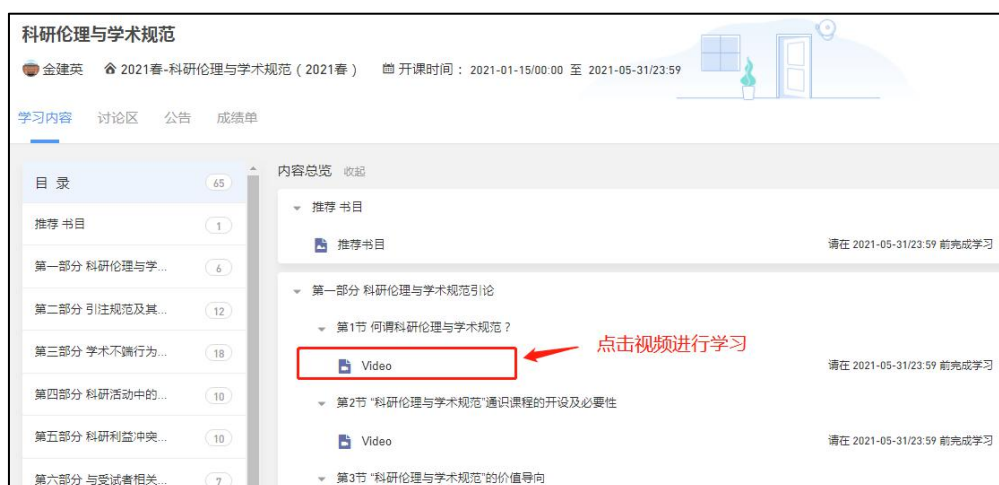 科研伦理与学术规范
金建英 2021春-科研伦理与学术规范（2021春） 开课时间： 2021-01-15/00:00 至 2021-05-31/23:59
学习内容 讨论区 公告 成绩单
目 录 65
推荐 书目 1
第一部分 科研伦理与学... 6
第二部分 引注规范及其... 12
第三部分 学术不端行为... 18
第四部分 科研活动中的... 10
第五部分 科研利益冲突... 10
第六部分 与受试者相关... 7
内容总览 收起
推荐 书目
推荐书目 请在 2021-05-31/23:59 前完成学习
第一部分 科研伦理与学术规范引论
第1节 何谓科研伦理与学术规范？
点击视频进行学习
Video 请在 2021-05-31/23:59 前完成学习
第2节 “科研伦理与学术规范”通识课程的开设及必要性
Video 请在 2021-05-31/23:59 前完成学习
第3节 “科研伦理与学术规范”的价值导向